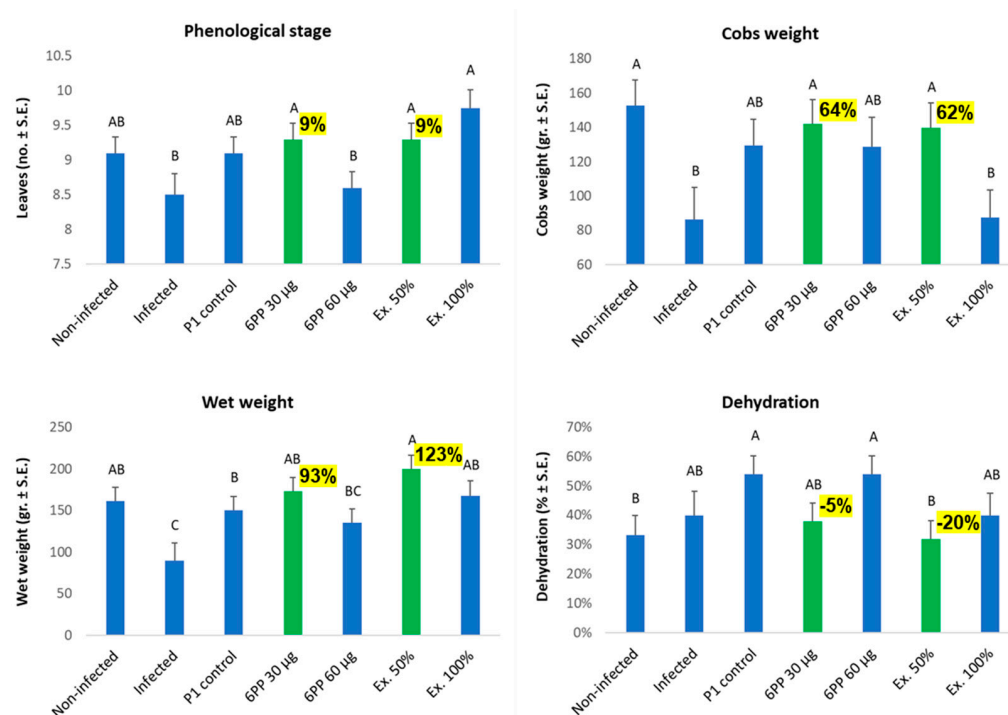 Phenological stage
Leaves (no. ± S.E.)
10.5
10
9.5
9
8.5
8
7.5
AB
B
AB
A
9%
B
A
9%
A
Non-infected
Infected
P1 control
6PP 30 µg
6PP 60 µg
Ex. 50%
Ex. 100%
Cobs weight
Cobs weight (gr. ± S.E.)
180
160
140
120
100
80
60
A
B
AB
A
64%
AB
A
62%
B
Non-infected
Infected
P1 control
6PP 30 µg
6PP 60 µg
Ex. 50%
Ex. 100%
Wet weight
Wet weight (gr. ± S.E.)
250
200
150
100
50
0
AB
C
B
AB
93%
BC
A
123%
AB
Non-infected
Infected
P1 control
6PP 30 µg
6PP 60 µg
Ex. 50%
Ex. 100%
Dehydration
Dehydration (% ± S.E.)
70%
60%
50%
40%
30%
20%
10%
0%
B
AB
A
AB
-5%
A
B
-20%
AB
Non-infected
Infected
P1 control
6PP 30 µg
6PP 60 µg
Ex. 50%
Ex. 100%